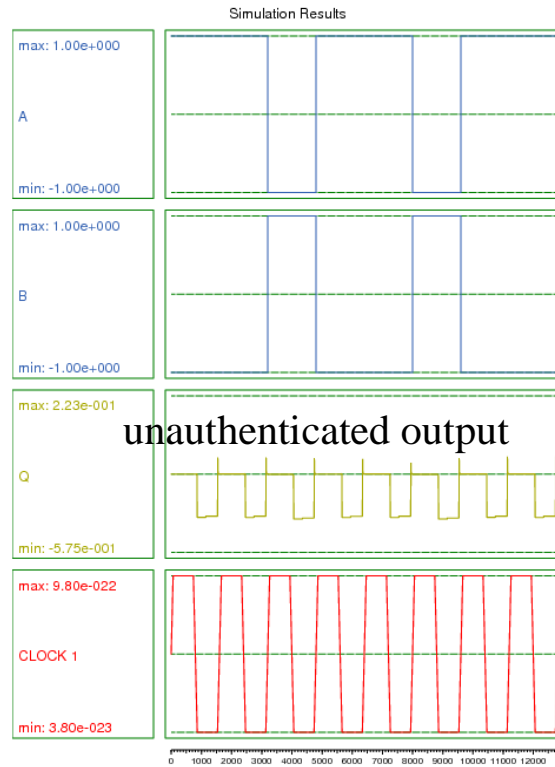 Simulation Results
max: 1.00e+000
A
min: -1.00e+000
max: 1.00e+000
B
min: -1.00e+000
max: 2.23e-001
unauthenticated output
Q
min: -5.75e-001
max: 9.80e-022
CLOCK 1
min: 3.80e-023
0 1000 2000 3000 4000 5000 6000 7000 8000 9000 10000 11000 12000